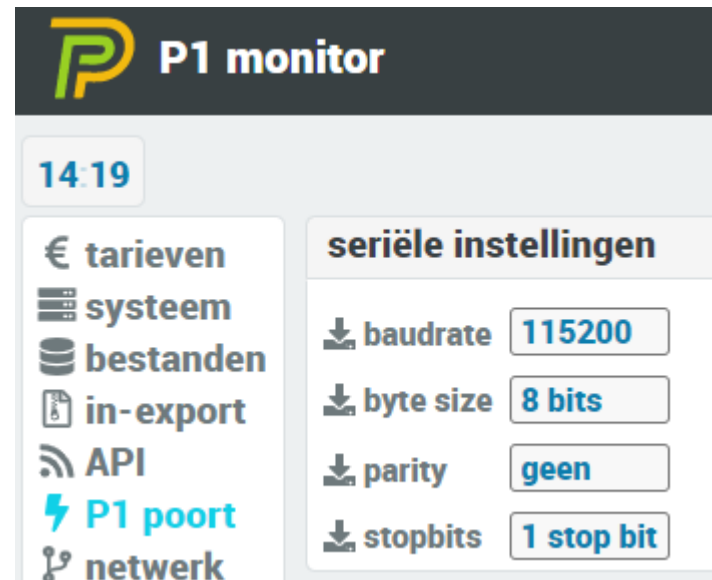 P1 monitor
14:19
tarieven
systeem
bestanden
in-export
API
P1 poort
netwerk
seriële instellingen
baudrate 115200
byte size 8 bits
parity geen
stopbits 1 stop bit